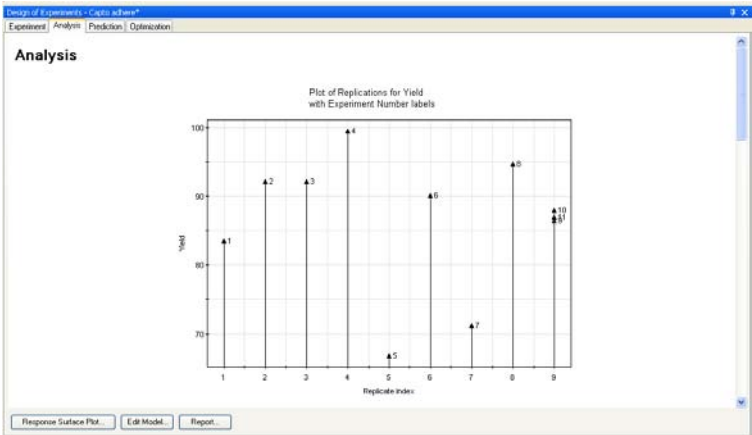 Design of Experiments - Capto adhere*
Experiment Analysis Prediction Optimization
Analysis
Plot of Replications for Yield
with Experiment Number labels
100
90
80
70
Yield
1
2
3
4
5
6
7
8
9
10
11
1 2 3 4 5 6 7 8 9
Replicate Index
Response Surface Plot... Edit Model... Report...